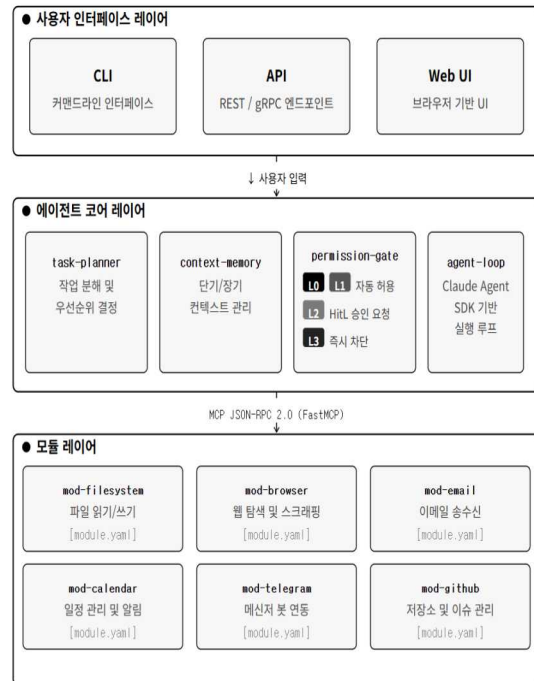 ● 사용자 인터페이스 레이어
CLI
커맨드라인 인터페이스
API
REST / gRPC 엔드포인트
Web UI
브라우저 기반 UI
↓ 사용자 입력
● 에이전트 코어 레이어
task-planner
작업 분해 및
우선순위 결정
context-memory
단기/장기
컨텍스트 관리
permission-gate
L0 L1 자동 허용
L2 HitL 승인 요청
L3 즉시 차단
agent-loop
Claude Agent
SDK 기반
실행 루프
MCP JSON-RPC 2.0 (FastMCP)
● 모듈 레이어
mod-filesystem
파일 읽기/쓰기
[module.yaml]
mod-browser
웹 탐색 및 스크래핑
[module.yaml]
mod-email
이메일 송수신
[module.yaml]
mod-calendar
일정 관리 및 알림
[module.yaml]
mod-telegram
메신저 봇 연동
[module.yaml]
mod-github
저장소 및 이슈 관리
[module.yaml]